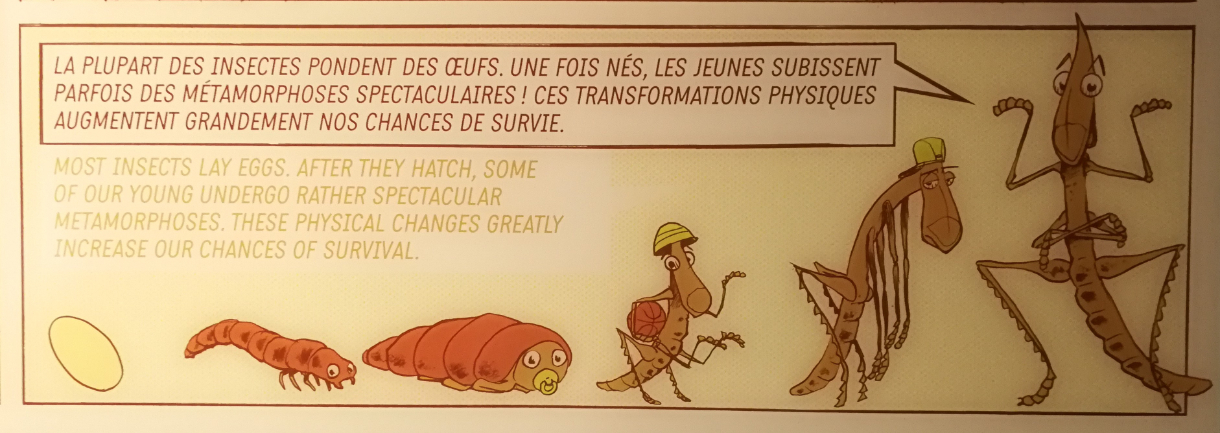 LA PLUPART DES INSECTES PONDENT DES ŒUFS. UNE FOIS NÉS, LES JEUNES SUBISSENT
PARFOIS DES MÉTAMORPHOSES SPECTACULAIRES ! CES TRANSFORMATIONS PHYSIQUES
AUGMENTENT GRANDEMENT NOS CHANCES DE SURVIE.
MOST INSECTS LAY EGGS. AFTER THEY HATCH, SOME
OF OUR YOUNG UNDERGO RATHER SPECTACULAR
METAMORPHOSES. THESE PHYSICAL CHANGES GREATLY
INCREASE OUR CHANCES OF SURVIVAL.